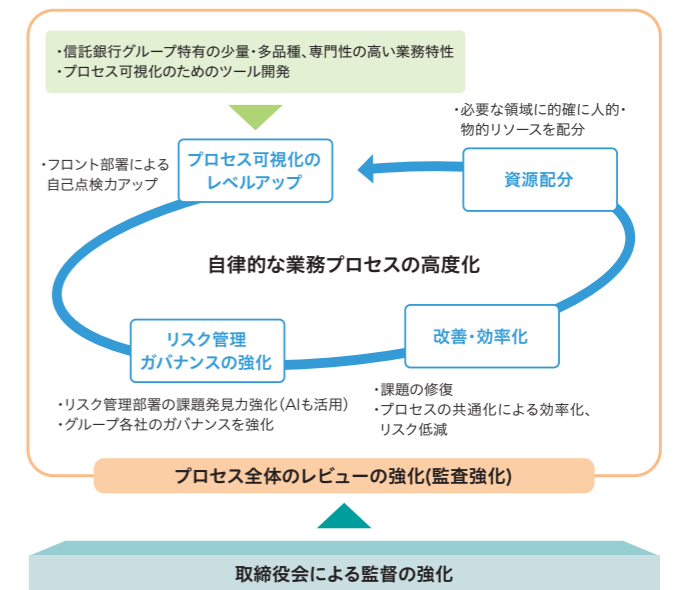 ・信託銀行グループ特有の少量・多品種、専門性の高い業務特性
・プロセス可視化のためのツール開発
・必要な領域に的確に人的・
物的リソースを配分
・フロント部署による
自己点検力アップ
プロセス可視化の
レベルアップ
資源配分
自律的な業務プロセスの高度化
リスク管理
ガバナンスの強化
改善・効率化
・リスク管理部署の課題発見力強化(AIも活用)
・グループ各社のガバナンスを強化
・課題の修復
・プロセスの共通化による効率化、
リスク低減
プロセス全体のレビューの強化(監査強化)
取締役会による監督の強化